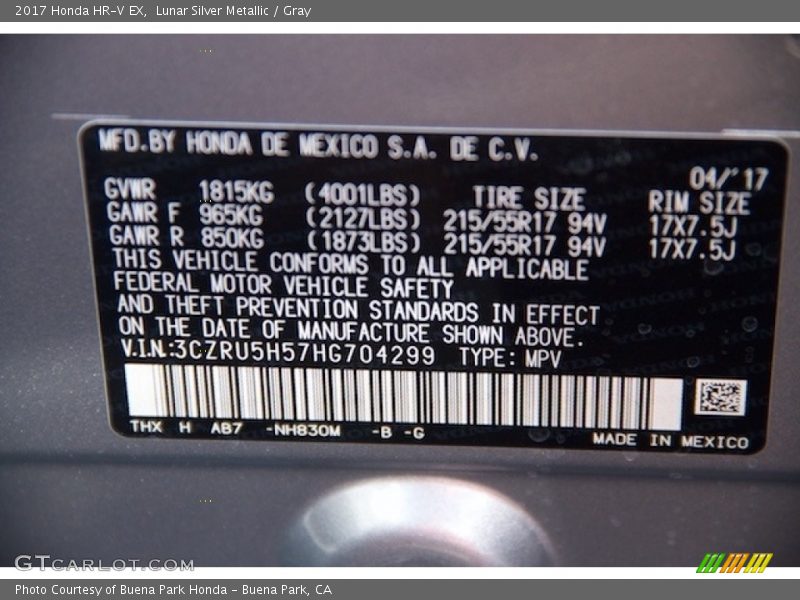 2017 Honda HR-V EX, Lunar Silver Metallic / Gray
MFD.BY HONDA DE MEXICO S.A. DE C.V.
04/'17
GVWR 1815KG (4001LBS) TIRE SIZE RIM SIZE
GAWR F 965KG (2127LBS) 215/55R17 94V 17X7.5J
GAWR R 850KG (1873LBS) 215/55R17 94V 17X7.5J
THIS VEHICLE CONFORMS TO ALL APPLICABLE
FEDERAL MOTOR VEHICLE SAFETY
AND THEFT PREVENTION STANDARDS IN EFFECT
ON THE DATE OF MANUFACTURE SHOWN ABOVE.
V.I.N:3CZRU5H57HG704299 TYPE: MPV
THX H AB7 -NH830M -B -G
MADE IN MEXICO
GTCARLOT.COM
Photo Courtesy of Buena Park Honda - Buena Park, CA